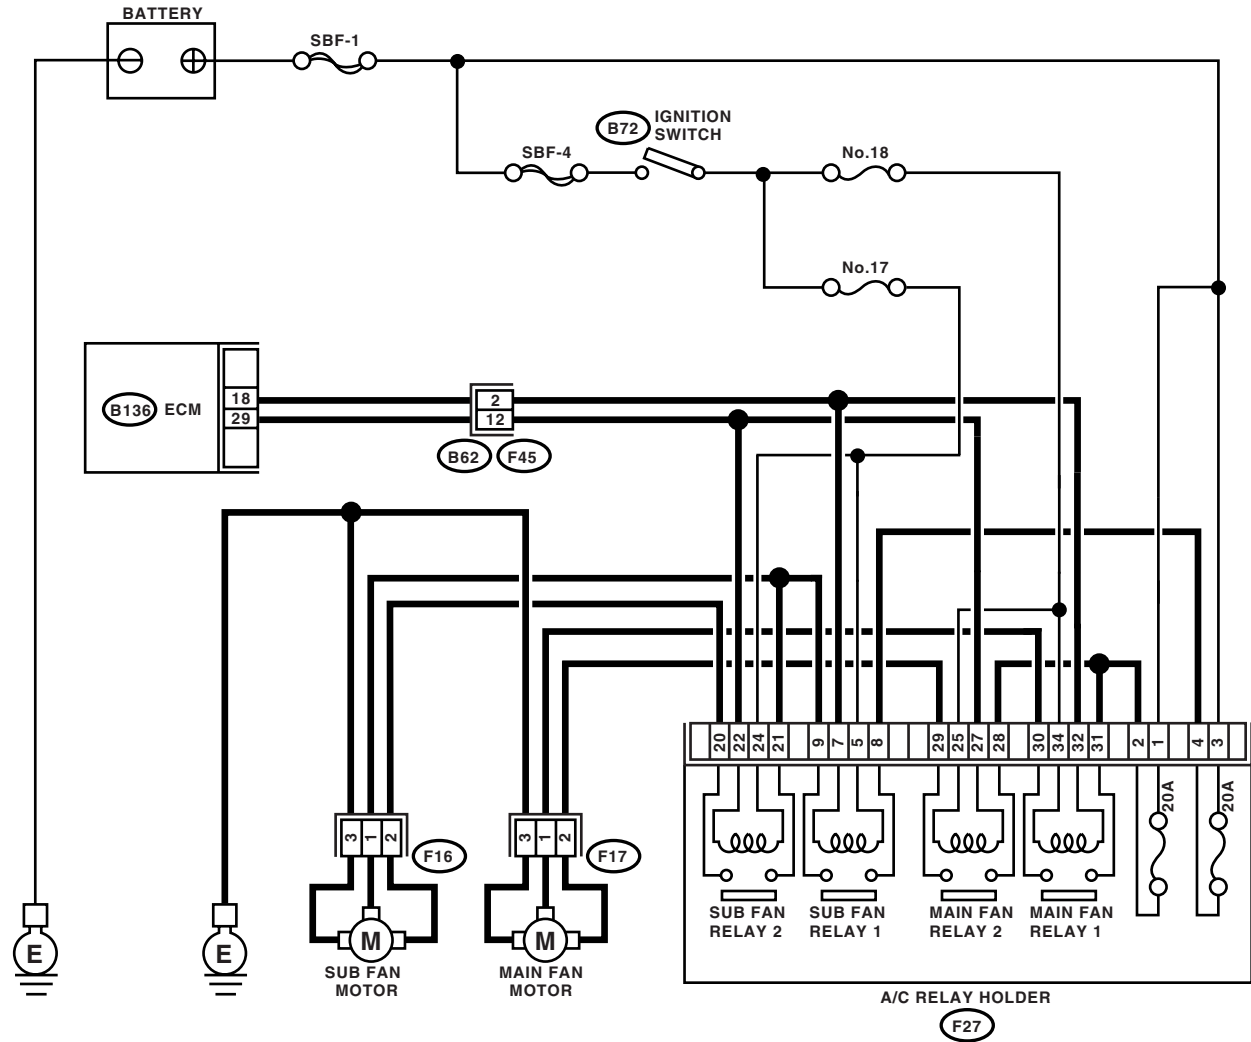 BATTERY
SBF-1
B72
IGNITION
SWITCH
SBF-4
No.18
No.17
B136
ECM
18
29
2
12
B62
F45
20
22
24
21
9
7
5
8
29
25
27
28
30
34
32
31
2
1
4
3
20A
20A
3
1
2
F16
3
1
2
F17
SUB FAN
RELAY 2
SUB FAN
RELAY 1
MAIN FAN
RELAY 2
MAIN FAN
RELAY 1
E
E
M
M
SUB FAN
MOTOR
MAIN FAN
MOTOR
A/C RELAY HOLDER
F27